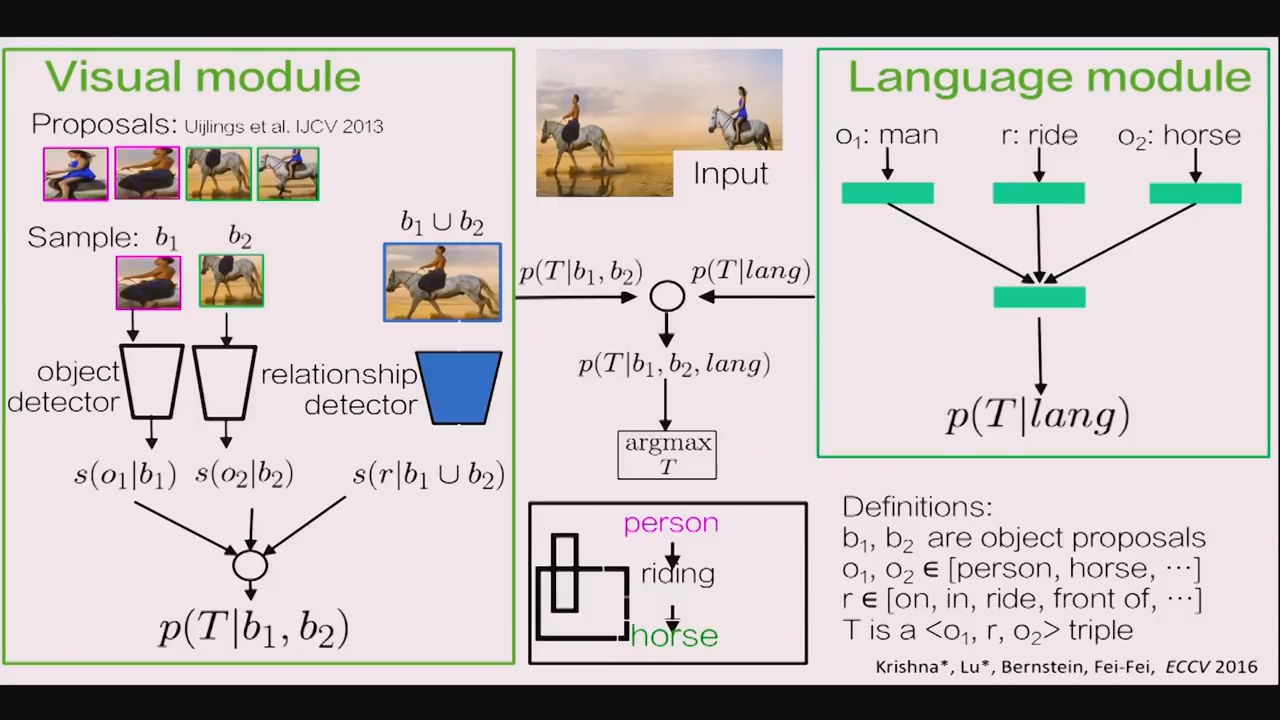 Visual module
Proposals: Uijlings et al. IJCV 2013
Sample: b₁ b₂
b₁ ∪ b₂
object
detector
relationship
detector
s(o₁|b₁) s(o₂|b₂) s(r|b₁ ∪ b₂)
p(T|b₁, b₂)
Input
p(T|b₁, b₂) p(T|lang)
p(T|b₁, b₂, lang)
argmax
T
person
riding
horse
Language module
o₁: man r: ride o₂: horse
p(T|lang)
Definitions:
b₁, b₂ are object proposals
o₁, o₂ ∈ [person, horse, ⋯]
r ∈ [on, in, ride, front of, ⋯]
T is a <o₁, r, o₂> triple
Krishna*, Lu*, Bernstein, Fei-Fei, ECCV 2016